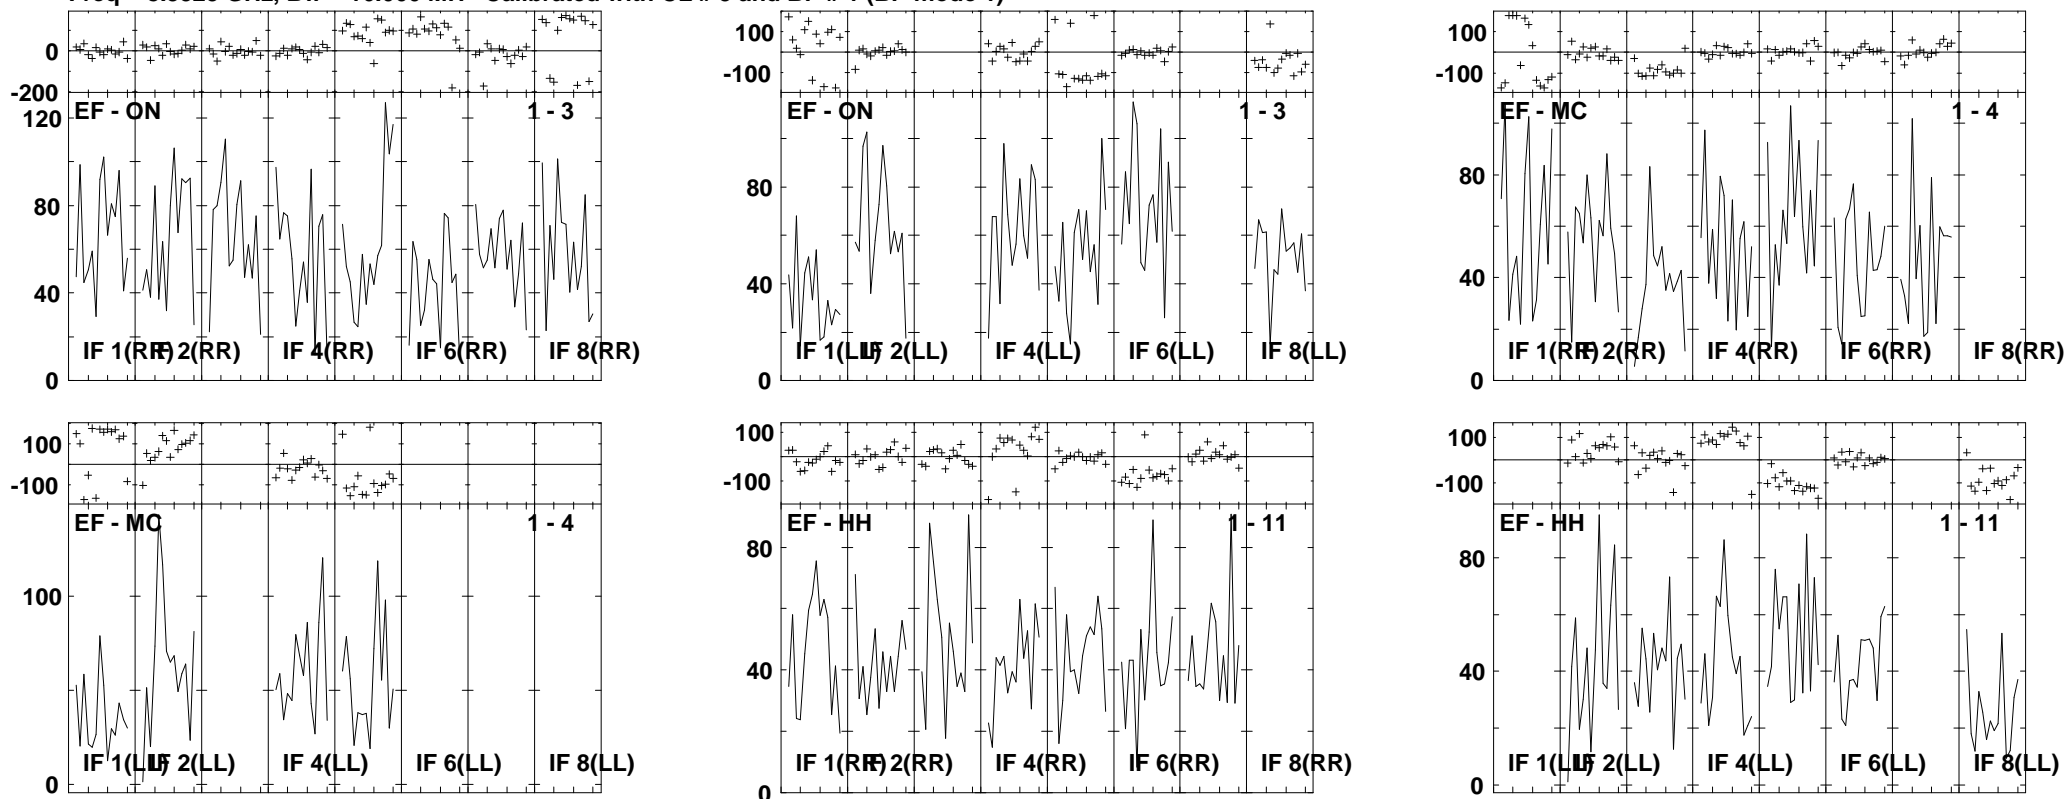 0
-200
120
80
40
0
EF - ON 1 - 3
IF 1(RR) IF 2(RR) IF 4(RR) IF 6(RR) IF 8(RR)
100
-100
80
40
0
EF - ON 1 - 3
IF 1(LL) IF 2(LL) IF 4(LL) IF 6(LL) IF 8(LL)
100
-100
80
40
0
EF - MC 1 - 4
IF 1(RR) IF 2(RR) IF 4(RR) IF 6(RR) IF 8(RR)
100
-100
100
0
EF - MC 1 - 4
IF 1(LL) IF 2(LL) IF 4(LL) IF 6(LL) IF 8(LL)
100
-100
80
40
0
EF - HH 1 - 11
IF 1(RR) IF 2(RR) IF 4(RR) IF 6(RR) IF 8(RR)
100
-100
80
40
0
EF - HH 1 - 11
IF 1(LL) IF 2(LL) IF 4(LL) IF 6(LL) IF 8(LL)